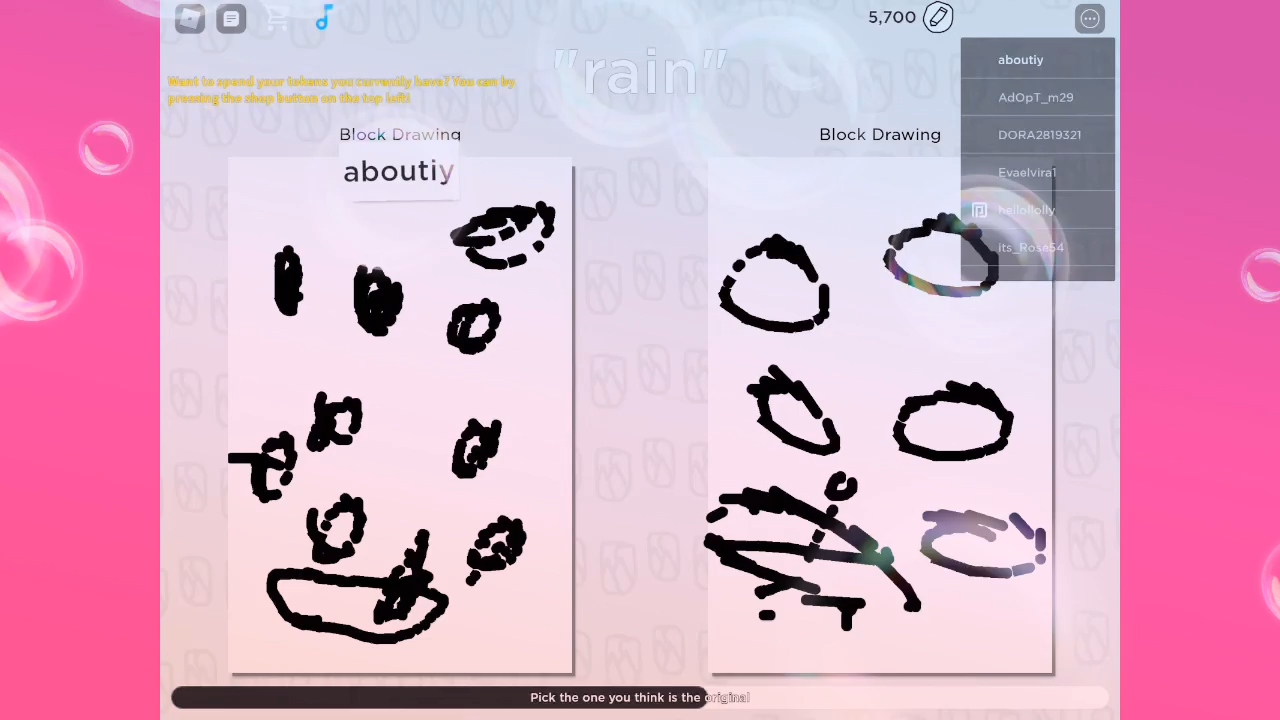 5,700
"rain"
Want to spend your tokens you currently have? You can by
pressing the shop button on the top left!
aboutiy
AdOpT_m29
DORA2819321
Evaelviral
hellollolly
its_Rose54
Block Drawing
aboutiy
Block Drawing
Pick the one you think is the original